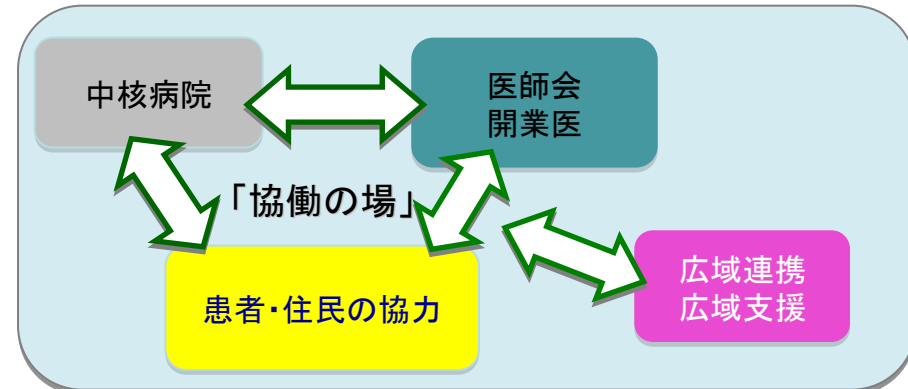 中核病院
医師会
開業医
「協働の場」
患者・住民の協力
広域連携
広域支援